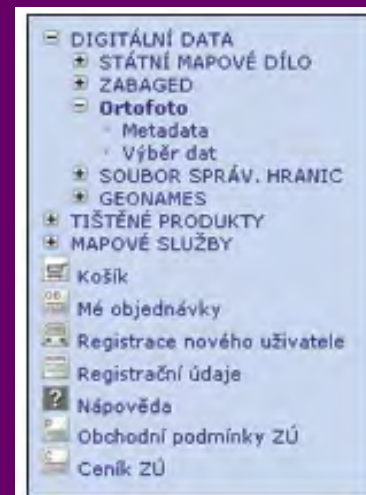 DIGITÁLNÍ DATA
STÁTNÍ MAPOVÉ DÍLO
ZABAGED
Ortofoto
Metadata
Výběr dat
SOUBOR SPRÁV. HRANIC
GEONAMES
TIŠTĚNÉ PRODUKTY
MAPOVÉ SLUŽBY
Košík
Mé objednávky
Registrace nového uživatele
Registrační údaje
Nápověda
Obchodní podmínky ZÚ
Ceník ZÚ